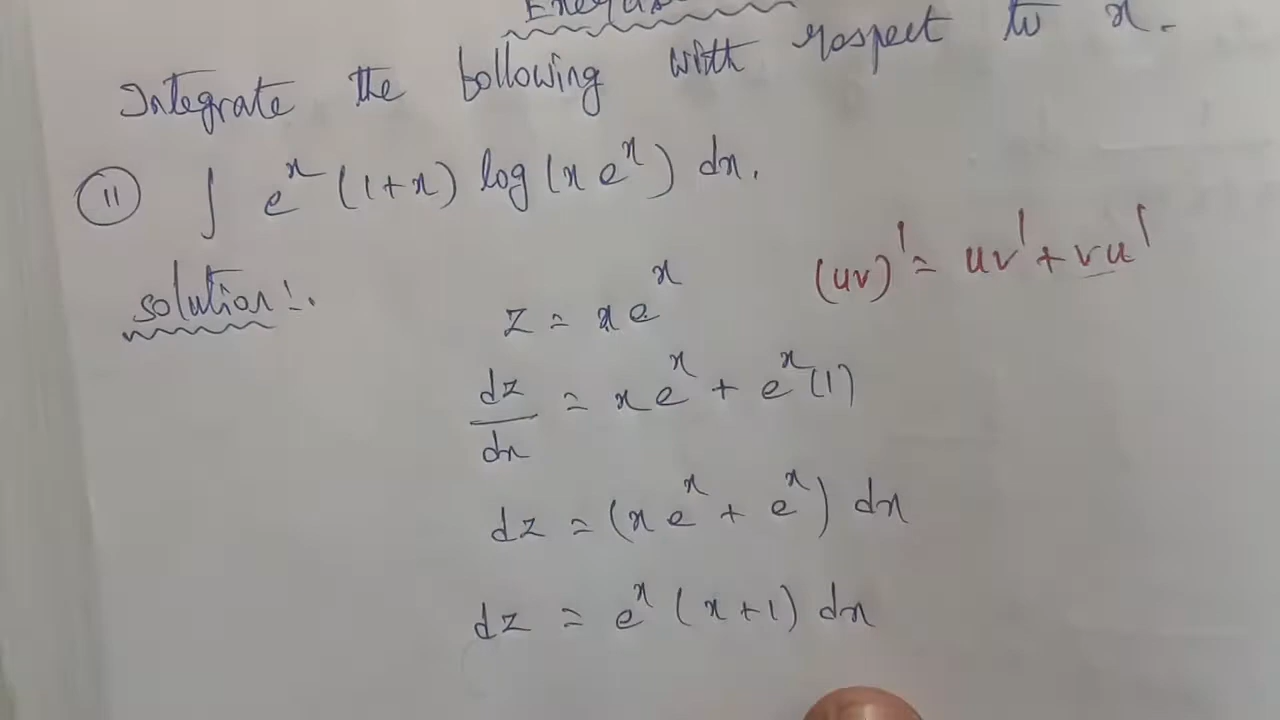 Integrate the following with respect to x.
11 ∫ e^x (1+x) log (x e^x) dx.
solution:.
(uv)' = uv' + vu'
z = x e^x
dz/dx = x e^x + e^x (1)
dz = (x e^x + e^x) dx
dz = e^x (x+1) dx